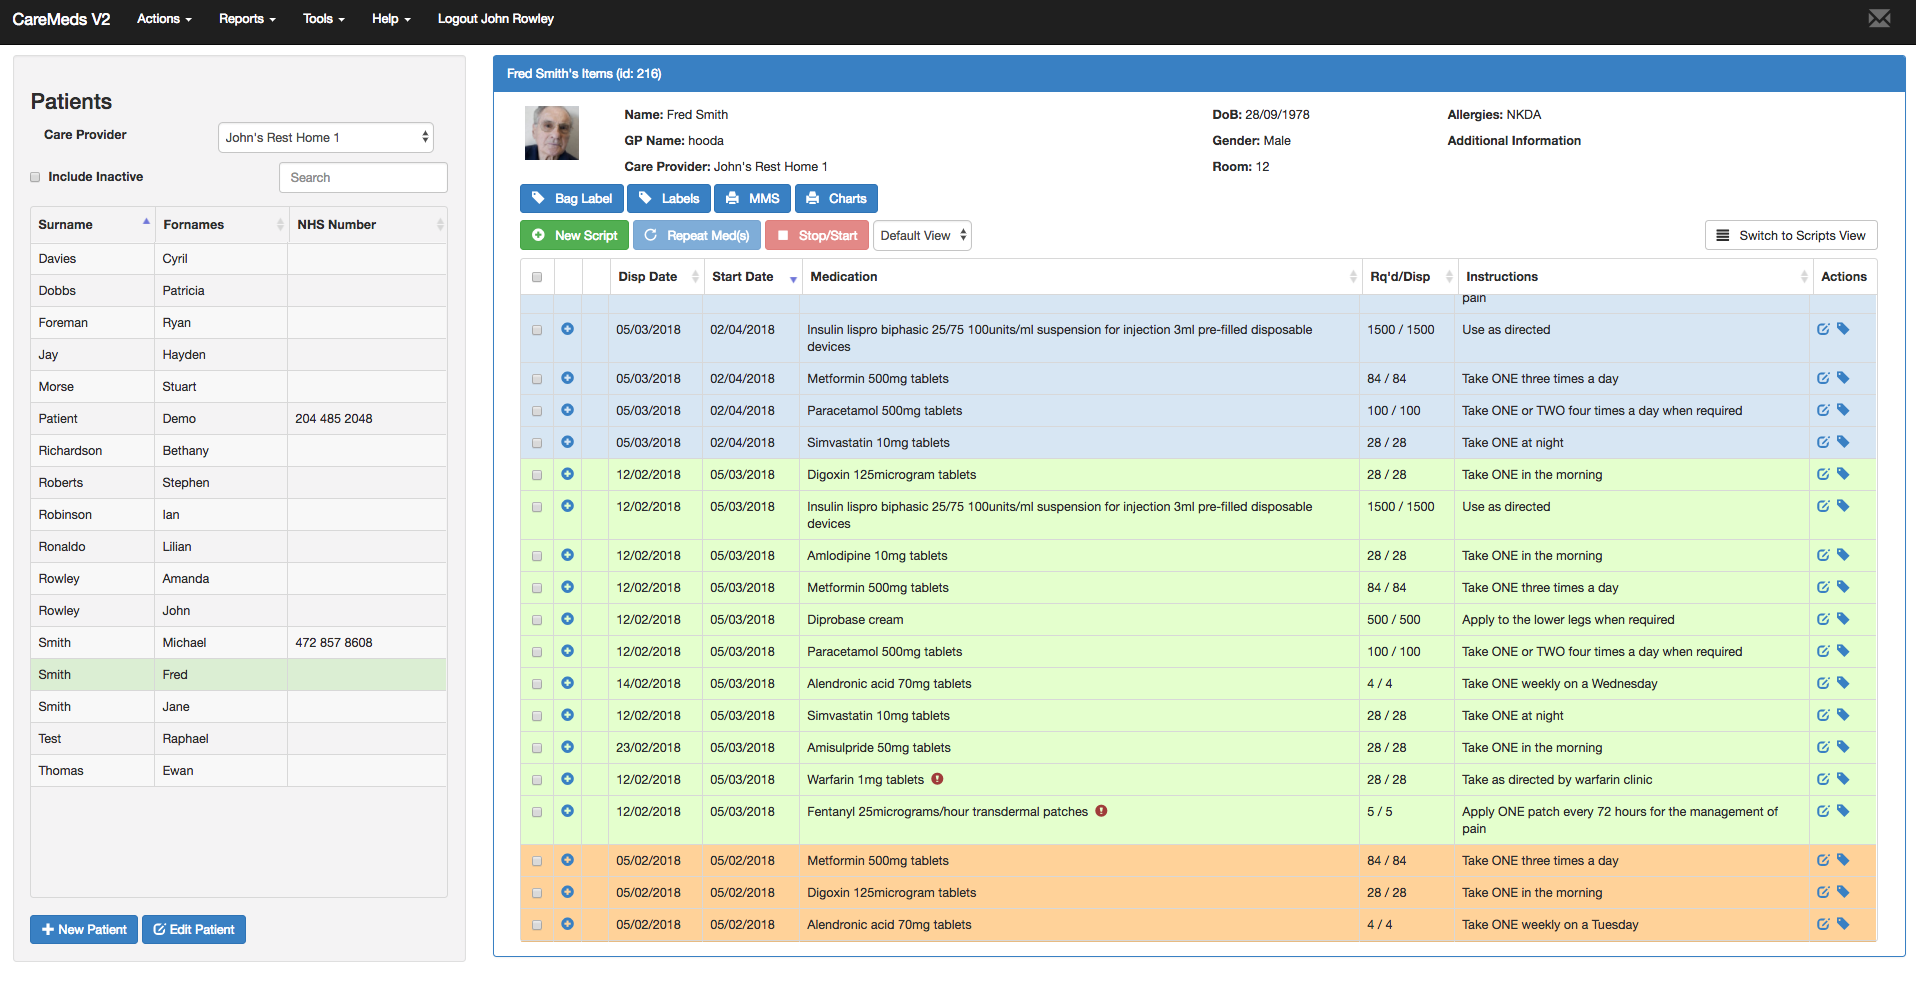 CareMeds V2 Actions Reports Tools Help Logout John Rowley
Patients
Care Provider John's Rest Home 1
Include Inactive Search
Surname Fornames NHS Number
Davies Cyril
Dobbs Patricia
Foreman Ryan
Jay Hayden
Morse Stuart
Patient Demo 204 485 2048
Richardson Bethany
Roberts Stephen
Robinson Ian
Ronaldo Lilian
Rowley Amanda
Rowley John
Smith Michael 472 857 8608
Smith Fred
Smith Jane
Test Raphael
Thomas Ewan
New Patient Edit Patient
Fred Smith's Items (id: 216)
Name: Fred Smith DoB: 28/09/1978 Allergies: NKDA
GP Name: hooda Gender: Male Additional Information
Care Provider: John's Rest Home 1 Room: 12
Bag Label Labels MMS Charts
New Script Repeat Med(s) Stop/Start Default View Switch to Scripts View
Disp Date Start Date Medication Rq'd/Disp Instructions Actions
pain
05/03/2018 02/04/2018 Insulin lispro biphasic 25/75 100units/ml suspension for injection 3ml pre-filled disposable 1500 / 1500 Use as directed
devices
05/03/2018 02/04/2018 Metformin 500mg tablets 84 / 84 Take ONE three times a day
05/03/2018 02/04/2018 Paracetamol 500mg tablets 100 / 100 Take ONE or TWO four times a day when required
05/03/2018 02/04/2018 Simvastatin 10mg tablets 28 / 28 Take ONE at night
12/02/2018 05/03/2018 Digoxin 125microgram tablets 28 / 28 Take ONE in the morning
12/02/2018 05/03/2018 Insulin lispro biphasic 25/75 100units/ml suspension for injection 3ml pre-filled disposable 1500 / 1500 Use as directed
devices
12/02/2018 05/03/2018 Amlodipine 10mg tablets 28 / 28 Take ONE in the morning
12/02/2018 05/03/2018 Metformin 500mg tablets 84 / 84 Take ONE three times a day
12/02/2018 05/03/2018 Diprobase cream 500 / 500 Apply to the lower legs when required
12/02/2018 05/03/2018 Paracetamol 500mg tablets 100 / 100 Take ONE or TWO four times a day when required
14/02/2018 05/03/2018 Alendronic acid 70mg tablets 4 / 4 Take ONE weekly on a Wednesday
12/02/2018 05/03/2018 Simvastatin 10mg tablets 28 / 28 Take ONE at night
23/02/2018 05/03/2018 Amisulpride 50mg tablets 28 / 28 Take ONE in the morning
12/02/2018 05/03/2018 Warfarin 1mg tablets 28 / 28 Take as directed by warfarin clinic
12/02/2018 05/03/2018 Fentanyl 25micrograms/hour transdermal patches 5 / 5 Apply ONE patch every 72 hours for the management of
pain
05/02/2018 05/02/2018 Metformin 500mg tablets 84 / 84 Take ONE three times a day
05/02/2018 05/02/2018 Digoxin 125microgram tablets 28 / 28 Take ONE in the morning
05/02/2018 05/02/2018 Alendronic acid 70mg tablets 4 / 4 Take ONE weekly on a Tuesday